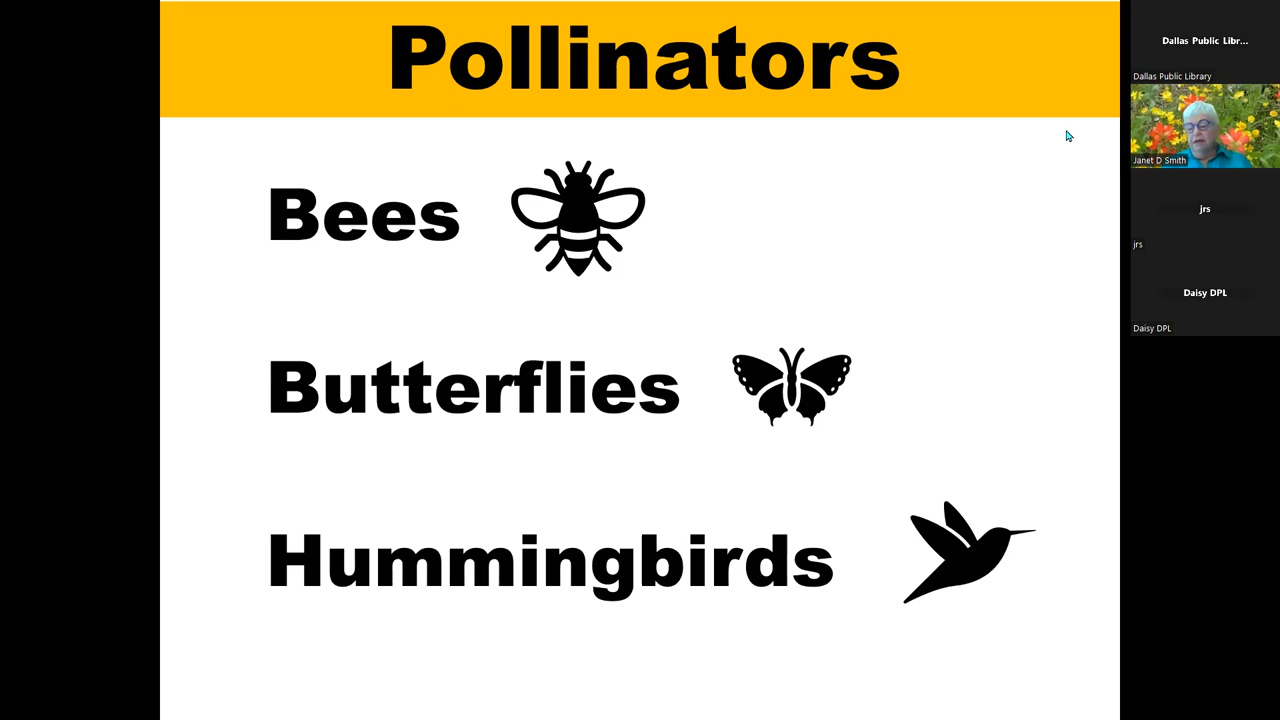 Pollinators
Bees
Butterflies
Hummingbirds
Dallas Public Libr...
Dallas Public Library
Janet D Smith
jrs
jrs
Daisy DPL
Daisy DPL